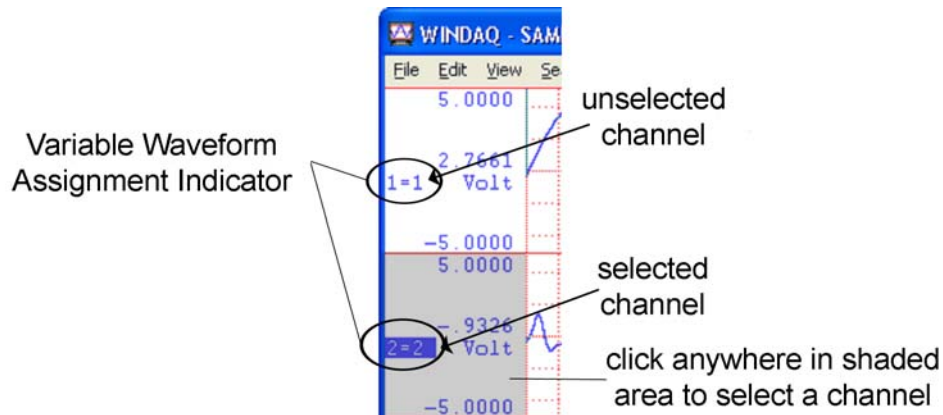 WINDAQ - SAM
File Edit View Se
5.0000
unselected
channel
Variable Waveform
Assignment Indicator
2.7661
1=1 Volt
-5.0000
5.0000
selected
channel
-.9326
2=2 Volt
click anywhere in shaded
area to select a channel
-5.0000